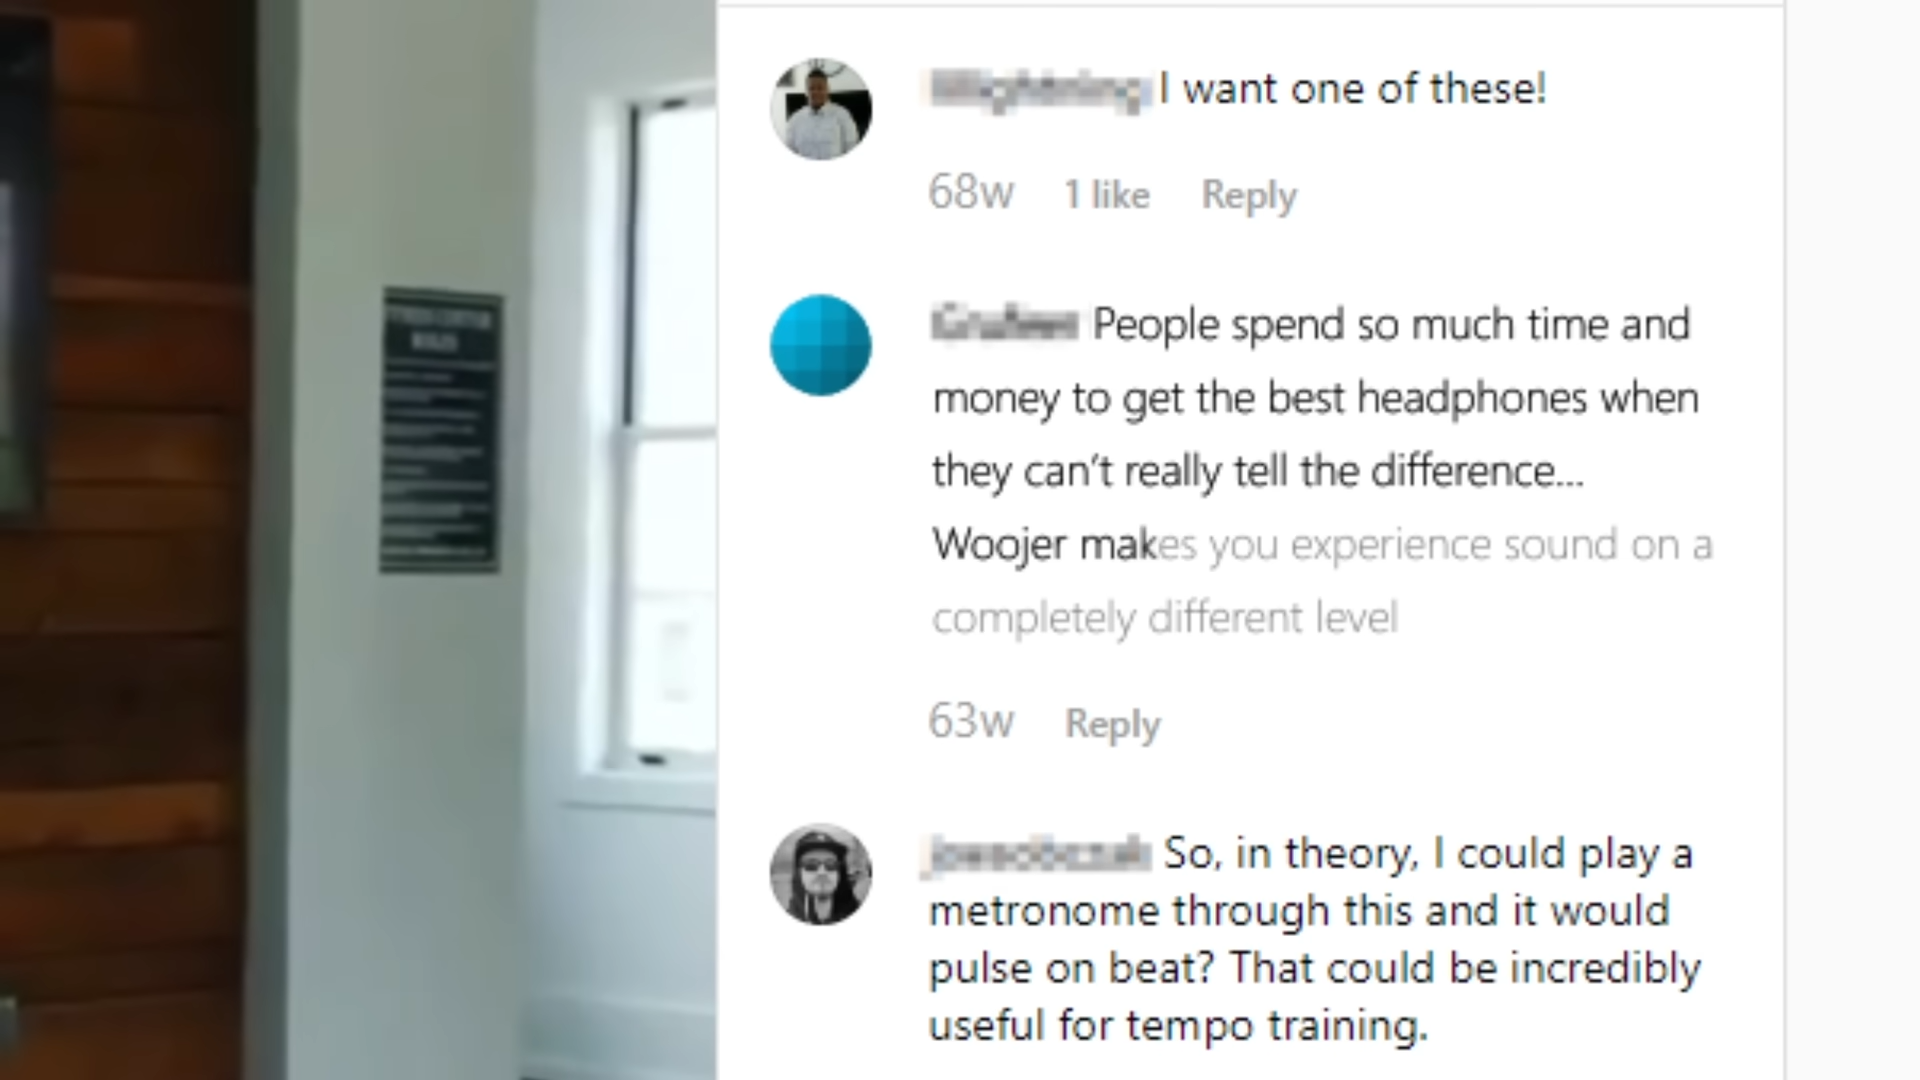 I want one of these!
68w 1 like Reply
People spend so much time and
money to get the best headphones when
they can't really tell the difference...
Woojer makes you experience sound on a
completely different level
63w Reply
So, in theory, I could play a
metronome through this and it would
pulse on beat? That could be incredibly
useful for tempo training.